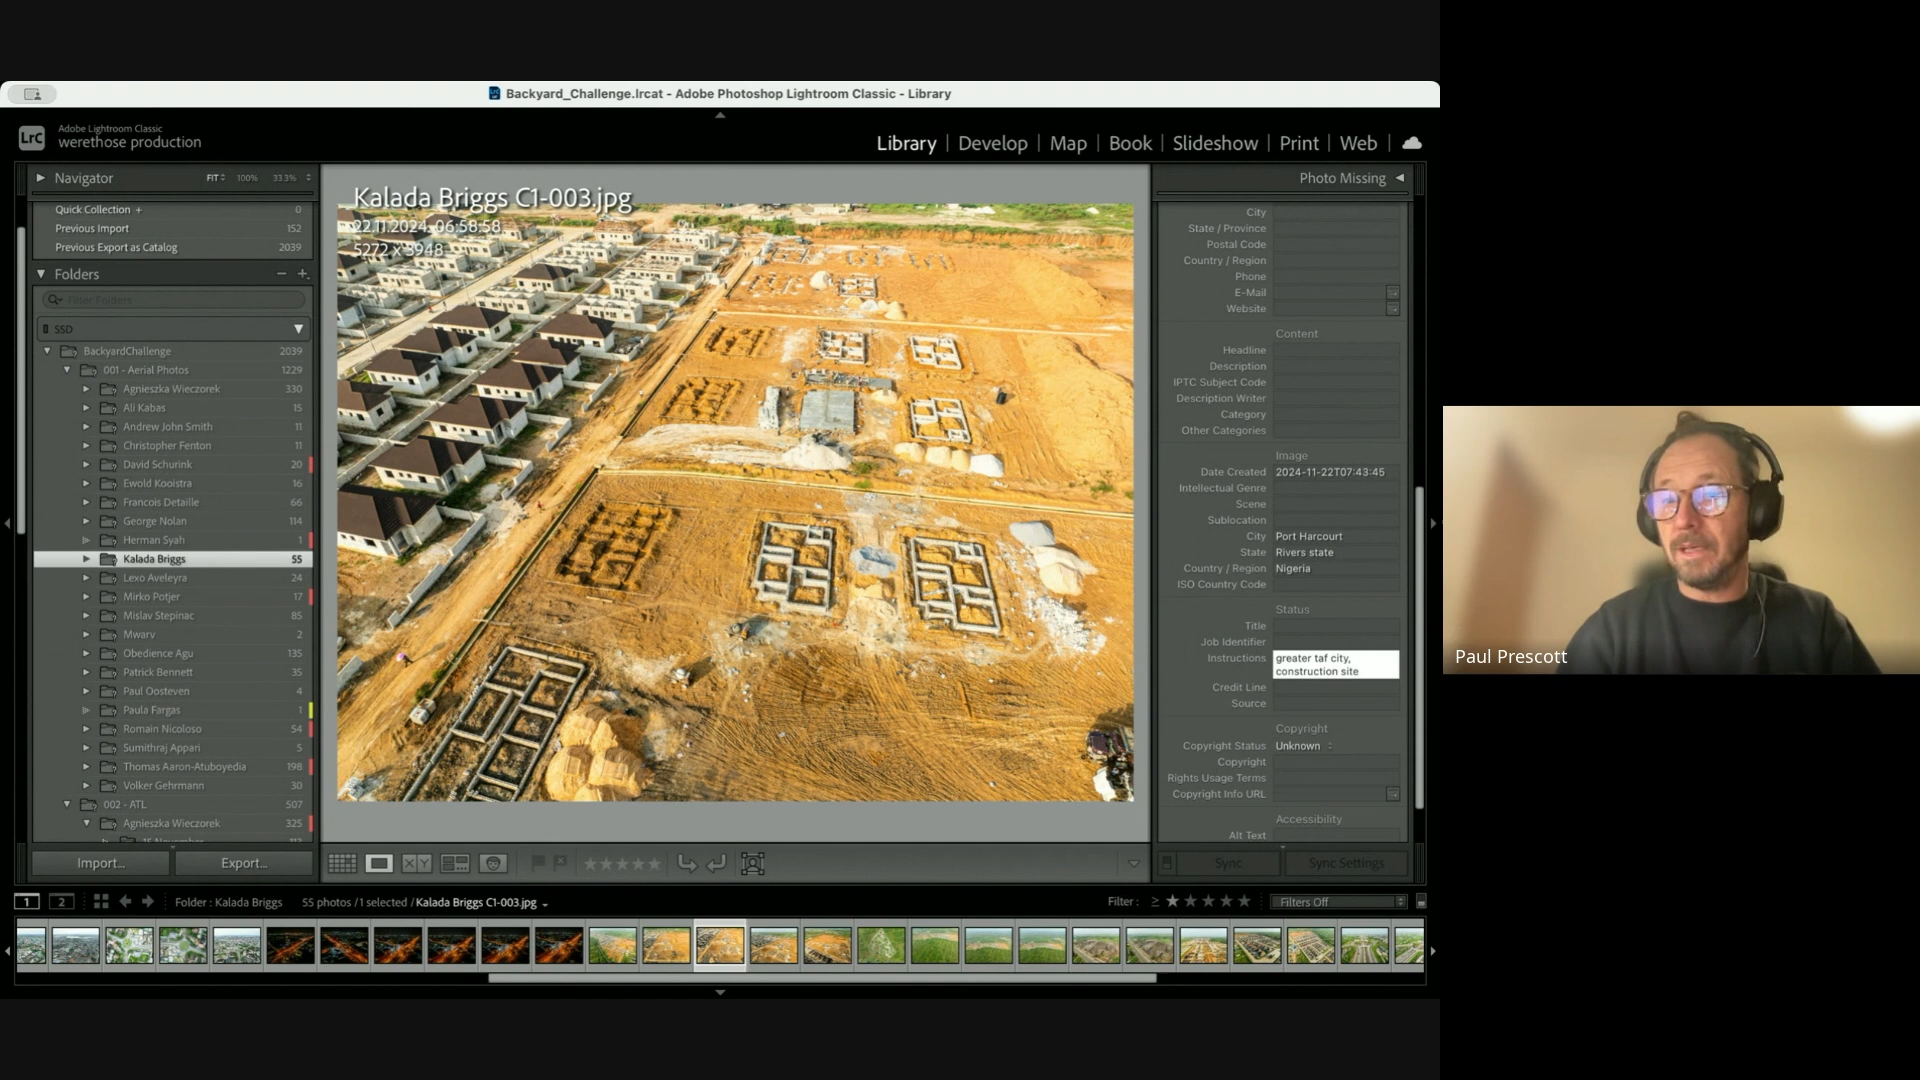 Backyard_Challenge.lrcat - Adobe Photoshop Lightroom Classic - Library
LrC
Adobe Lightroom Classic
werethose production
Library | Develop | Map | Book | Slideshow | Print | Web
Navigator FIT 100% 33.3%
Quick Collection + 0
Previous Import 152
Previous Export as Catalog 2039
Folders
Filter Folders
SSD
BackyardChallenge 2039
001 - Aerial Photos 1229
Agnieszka Wieczorek 330
Ali Kabas 15
Andrew John Smith 11
Christopher Fenton 11
David Schurink 20
Ewold Kooistra 16
Francois Detaille 66
George Nolan 114
Herman Syah 1
Kalada Briggs 55
Lexo Aveleyra 24
Mirko Potjer 17
Mislav Stepinac 85
Mwarv 2
Obedience Agu 135
Patrick Bennett 35
Paul Oosteven 4
Paula Fargas 1
Romain Nicoloso 54
Sumithraj Appari 5
Thomas Aaron-Atuboyedia 198
Volker Gehrmann 30
002 - ATL 507
Agnieszka Wieczorek 325
Import...
Export...
Kalada Briggs C1-003.jpg
22.11.2024, 06:58:58
5272 x 3948
Photo Missing
City
State / Province
Postal Code
Country / Region
Phone
E-Mail
Website
Content
Headline
Description
IPTC Subject Code
Description Writer
Category
Other Categories
Image
Date Created 2024-11-22T07:43:45
Intellectual Genre
Scene
Sublocation
City Port Harcourt
State Rivers state
Country / Region Nigeria
ISO Country Code
Status
Title
Job Identifier
Instructions greater taf city,
construction site
Credit Line
Source
Copyright
Copyright Status Unknown
Copyright
Rights Usage Terms
Copyright Info URL
Accessibility
Alt Text
Sync
Sync Settings
X Y
1 2 Folder : Kalada Briggs 55 photos / 1 selected / Kalada Briggs C1-003.jpg
Filter : ≥ ★ ★ ★ ★ ★ Filters Off
Paul Prescott